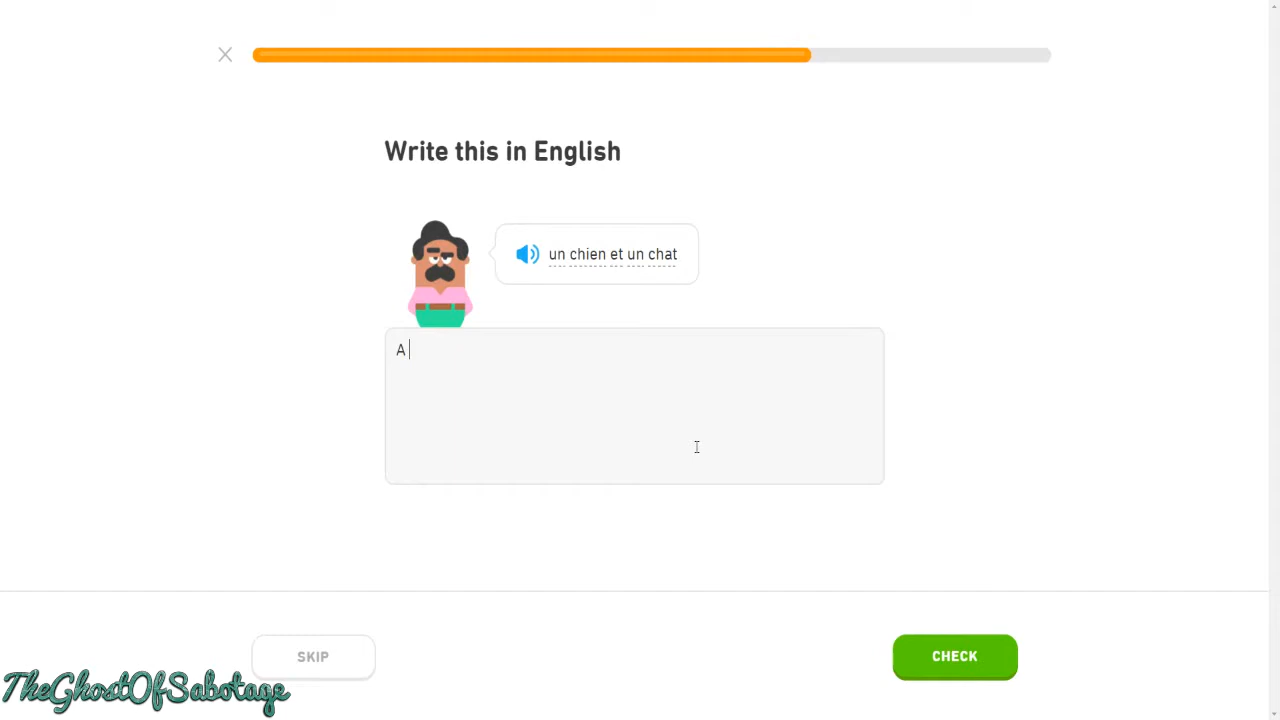 Write this in English
un chien et un chat
A
SKIP
CHECK
TheGhostOfSabotage